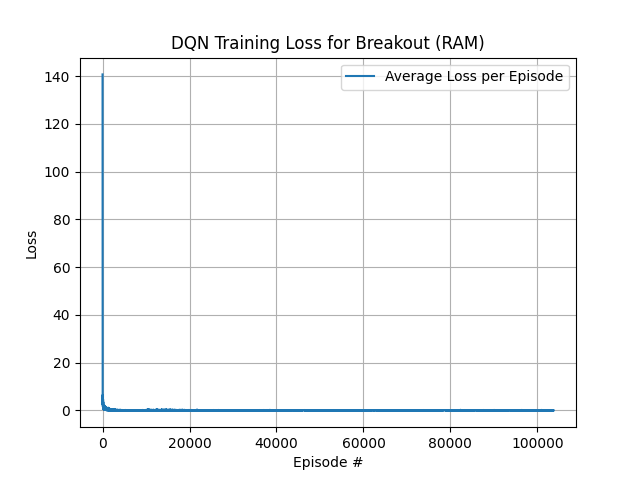 DQN Training Loss for Breakout (RAM)
Average Loss per Episode
140
120
100
80
60
40
20
0
Loss
0 20000 40000 60000 80000 100000
Episode #